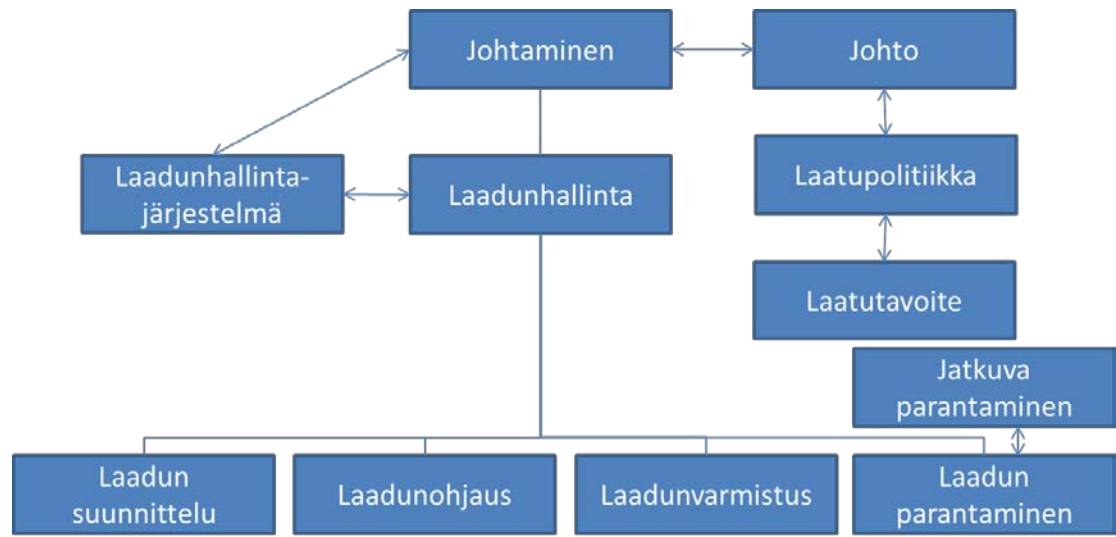 Johtaminen
Johto
Laadunhallinta-
järjestelmä
Laadunhallinta
Laatupolitiikka
Laatutavoite
Jatkuva
parantaminen
Laadun
suunnittelu
Laadunohjaus
Laadunvarmistus
Laadun
parantaminen